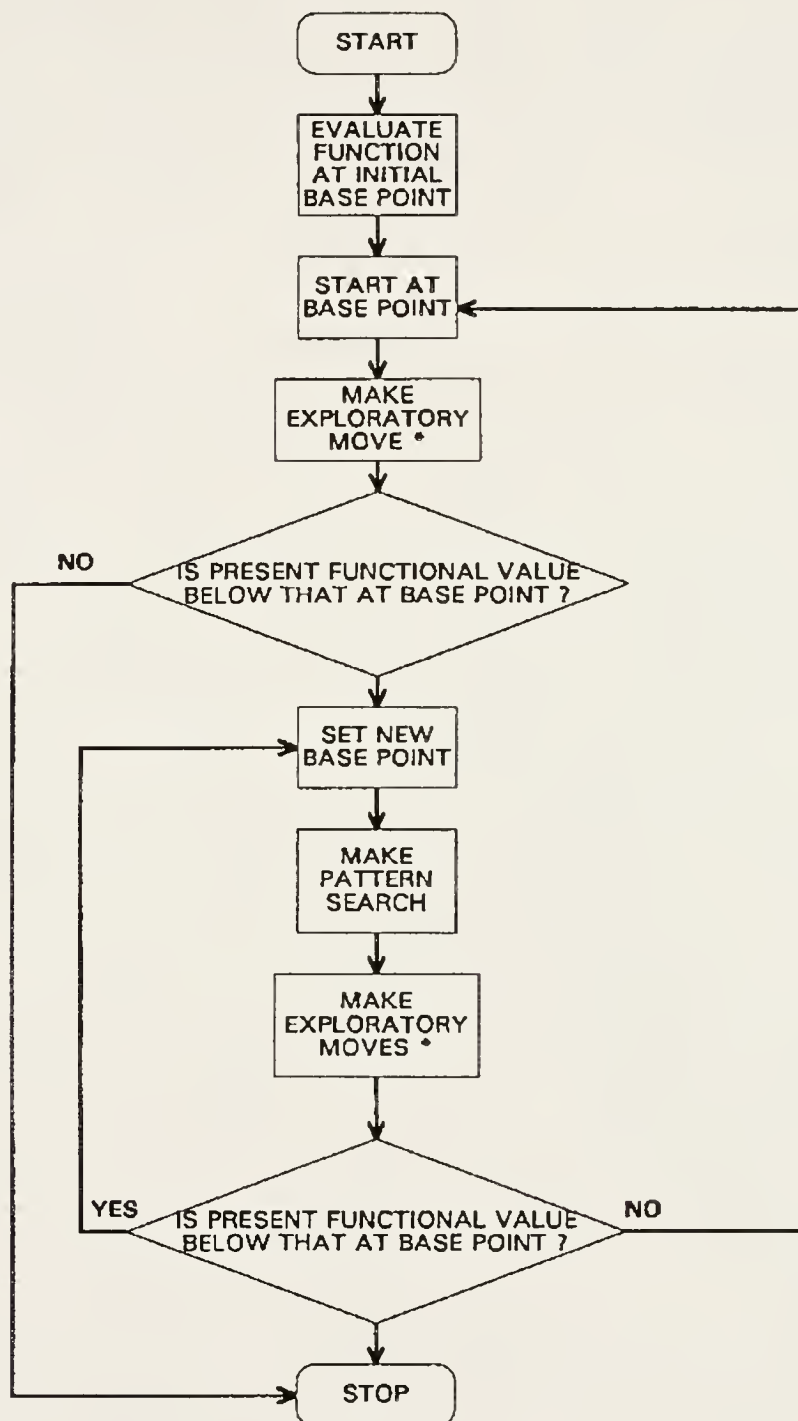 START
EVALUATE
FUNCTION
AT INITIAL
BASE POINT
START AT
BASE POINT
MAKE
EXPLORATORY
MOVE *
NO
IS PRESENT FUNCTIONAL VALUE
BELOW THAT AT BASE POINT ?
SET NEW
BASE POINT
MAKE
PATTERN
SEARCH
MAKE
EXPLORATORY
MOVES *
YES
IS PRESENT FUNCTIONAL VALUE
BELOW THAT AT BASE POINT ?
NO
STOP